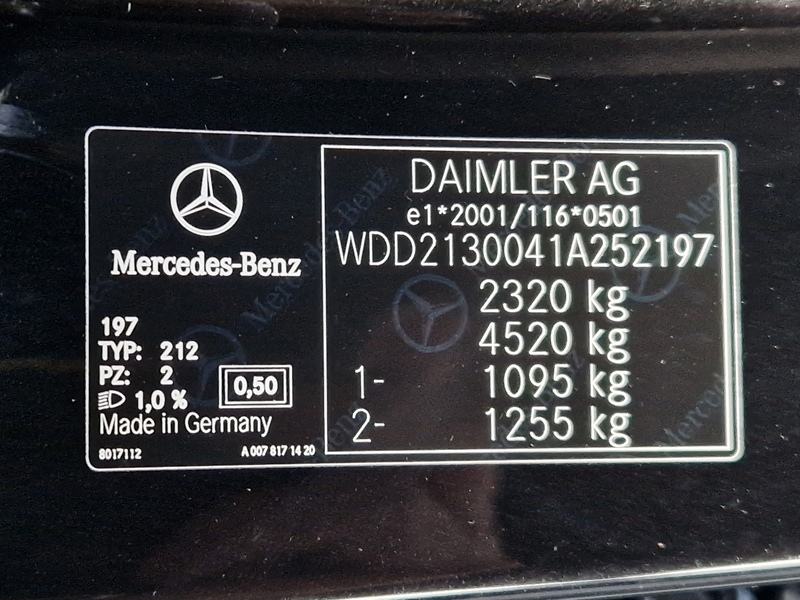 Mercedes-Benz
197
TYP: 212
PZ: 2
1,0 %
0,50
Made in Germany
8017112
A 007 817 14 20
DAIMLER AG
e1*2001/116*0501
WDD2130041A252197
2320 kg
4520 kg
1- 1095 kg
2- 1255 kg